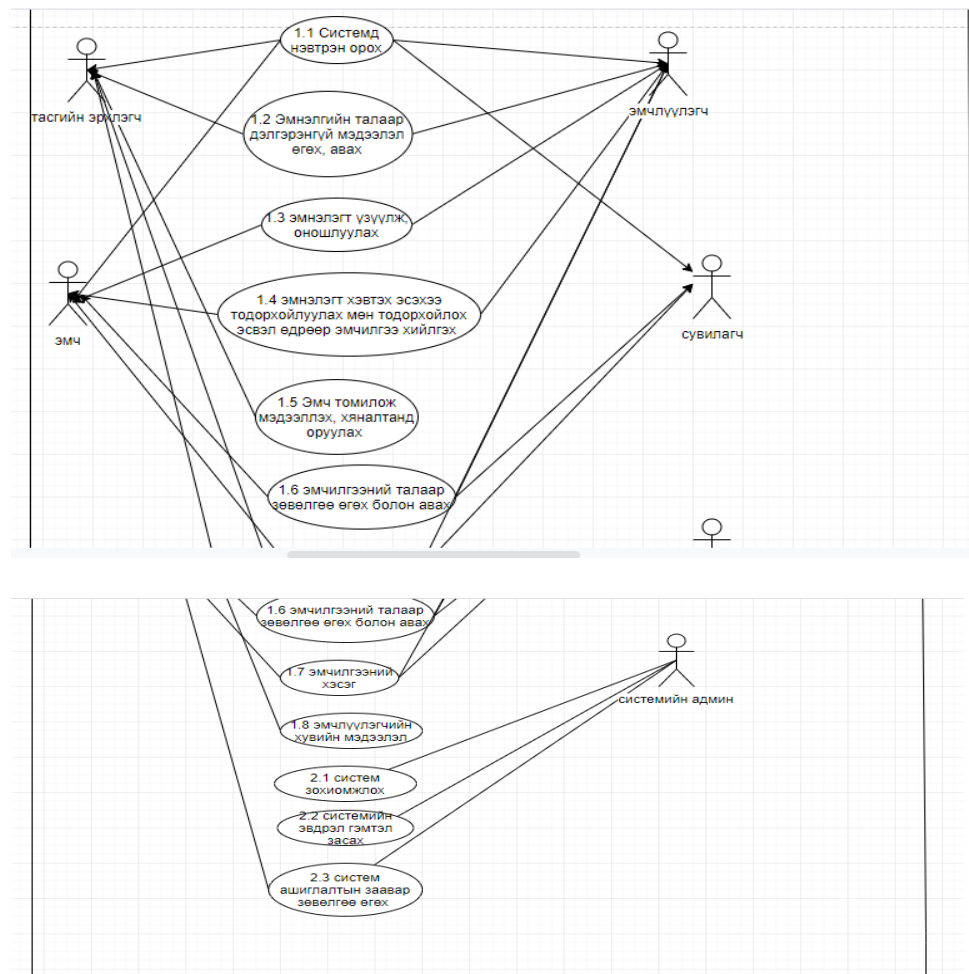 1.1 Системд
нэвтрэн орох
тасгийн эрхлэгч
эмчлүүлэгч
1.2 Эмнэлгийн талаар
дэлгэрэнгүй мэдээлэл
өгөх, авах
1.3 эмнэлэгт үзүүлж,
оношлуулах
1.4 эмнэлэгт хэвтэх эсэхээ
тодорхойлуулах мөн тодорхойлох
эсвэл өдрөөр эмчилгээ хийлгэх
эмч
сувилагч
1.5 Эмч томилож
мэдээллэх, хяналтанд
оруулах
1.6 эмчилгээний талаар
зөвөлгөө өгөх болон авах
1.6 эмчилгээний талаар
зөвөлгөө өгөх болон авах
1.7 эмчилгээний
хэсэг
системийн админ
1.8 эмчлүүлэгчийн
хувийн мэдээлэл
2.1 систем
зохиомжлох
2.2 системийн
эвдрэл гэмтэл
засах
2.3 систем
ашиглалтын заавар
зөвөлгөө өгөх